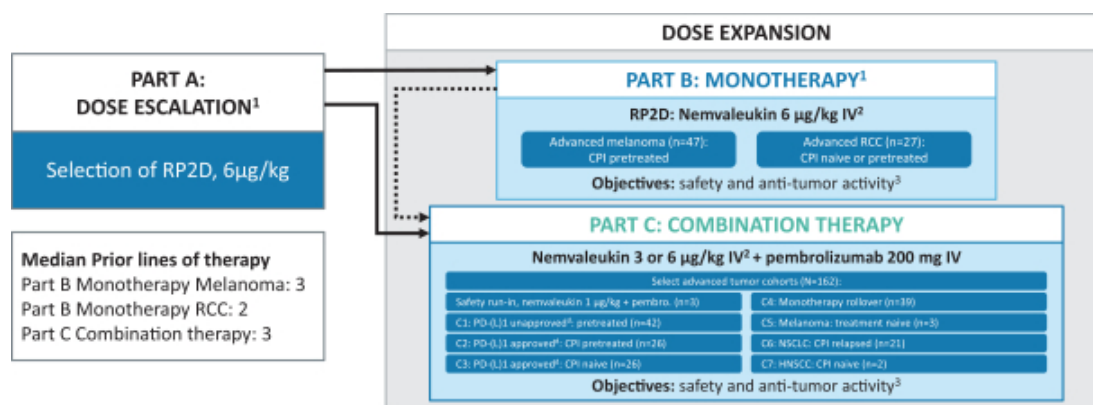 DOSE EXPANSION
PART A:
DOSE ESCALATION¹
Selection of RP2D, 6µg/kg
Median Prior lines of therapy
Part B Monotherapy Melanoma: 3
Part B Monotherapy RCC: 2
Part C Combination therapy: 3
PART B: MONOTHERAPY¹
RP2D: Nemvaleukin 6 µg/kg IV²
Advanced melanoma (n=47):
CPI pretreated
Advanced RCC (n=27):
CPI naive or pretreated
Objectives: safety and anti-tumor activity³
PART C: COMBINATION THERAPY
Nemvaleukin 3 or 6 µg/kg IV² + pembrolizumab 200 mg IV
Select advanced tumor cohorts (N=162):
Safety run-in, nemvaleukin 1 µg/kg + pembro. (n=3)
C1: PD-(L)1 unapproved⁴: pretreated (n=42)
C2: PD-(L)1 approved⁴: CPI pretreated (n=26)
C3: PD-(L)1 approved⁴: CPI naive (n=26)
C4: Monotherapy rollover (n=39)
C5: Melanoma: treatment naive (n=3)
C6: NSCLC: CPI relapsed (n=21)
C7: HNSCC: CPI naive (n=2)
Objectives: safety and anti-tumor activity³